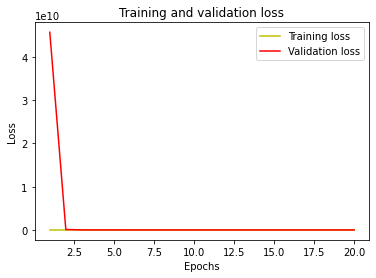 Training and validation loss
1e10
Training loss
Validation loss
4
3
2
1
0
Loss
2.5 5.0 7.5 10.0 12.5 15.0 17.5 20.0
Epochs